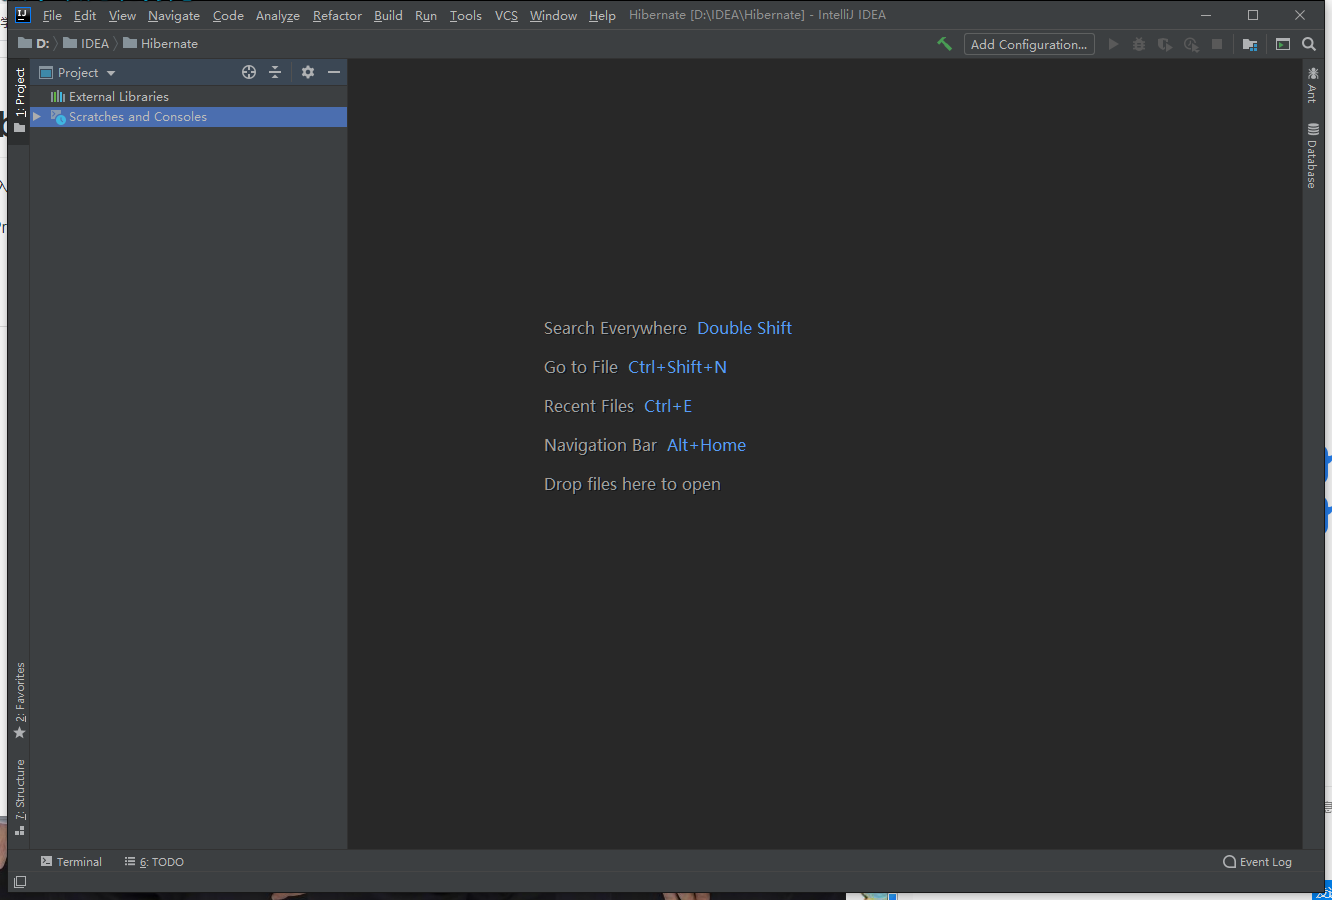 File Edit View Navigate Code Analyze Refactor Build Run Tools VCS Window Help Hibernate [D:\IDEA\Hibernate] - IntelliJ IDEA
D: IDEA Hibernate Add Configuration...
1: Project
Project
External Libraries
Scratches and Consoles
Ant
Database
Search Everywhere Double Shift
Go to File Ctrl+Shift+N
Recent Files Ctrl+E
Navigation Bar Alt+Home
Drop files here to open
2: Favorites
7: Structure
Terminal 6: TODO Event Log